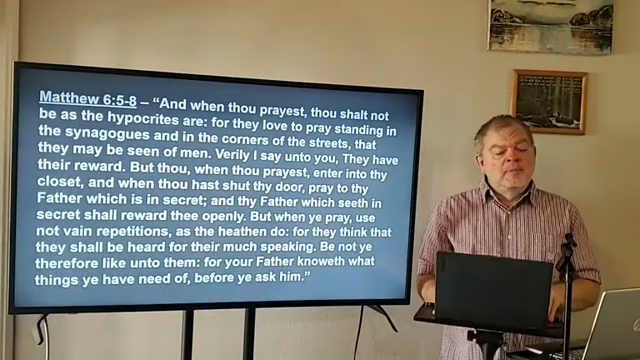 Matthew 6:5-8 – “And when thou prayest, thou shalt not
be as the hypocrites are: for they love to pray standing in
the synagogues and in the corners of the streets, that
they may be seen of men. Verily I say unto you, They have
their reward. But thou, when thou prayest, enter into thy
closet, and when thou hast shut thy door, pray to thy
Father which is in secret; and thy Father which seeth in
secret shall reward thee openly. But when ye pray, use
not vain repetitions, as the heathen do: for they think that
they shall be heard for their much speaking. Be not ye
therefore like unto them: for your Father knoweth what
things ye have need of, before ye ask him.”